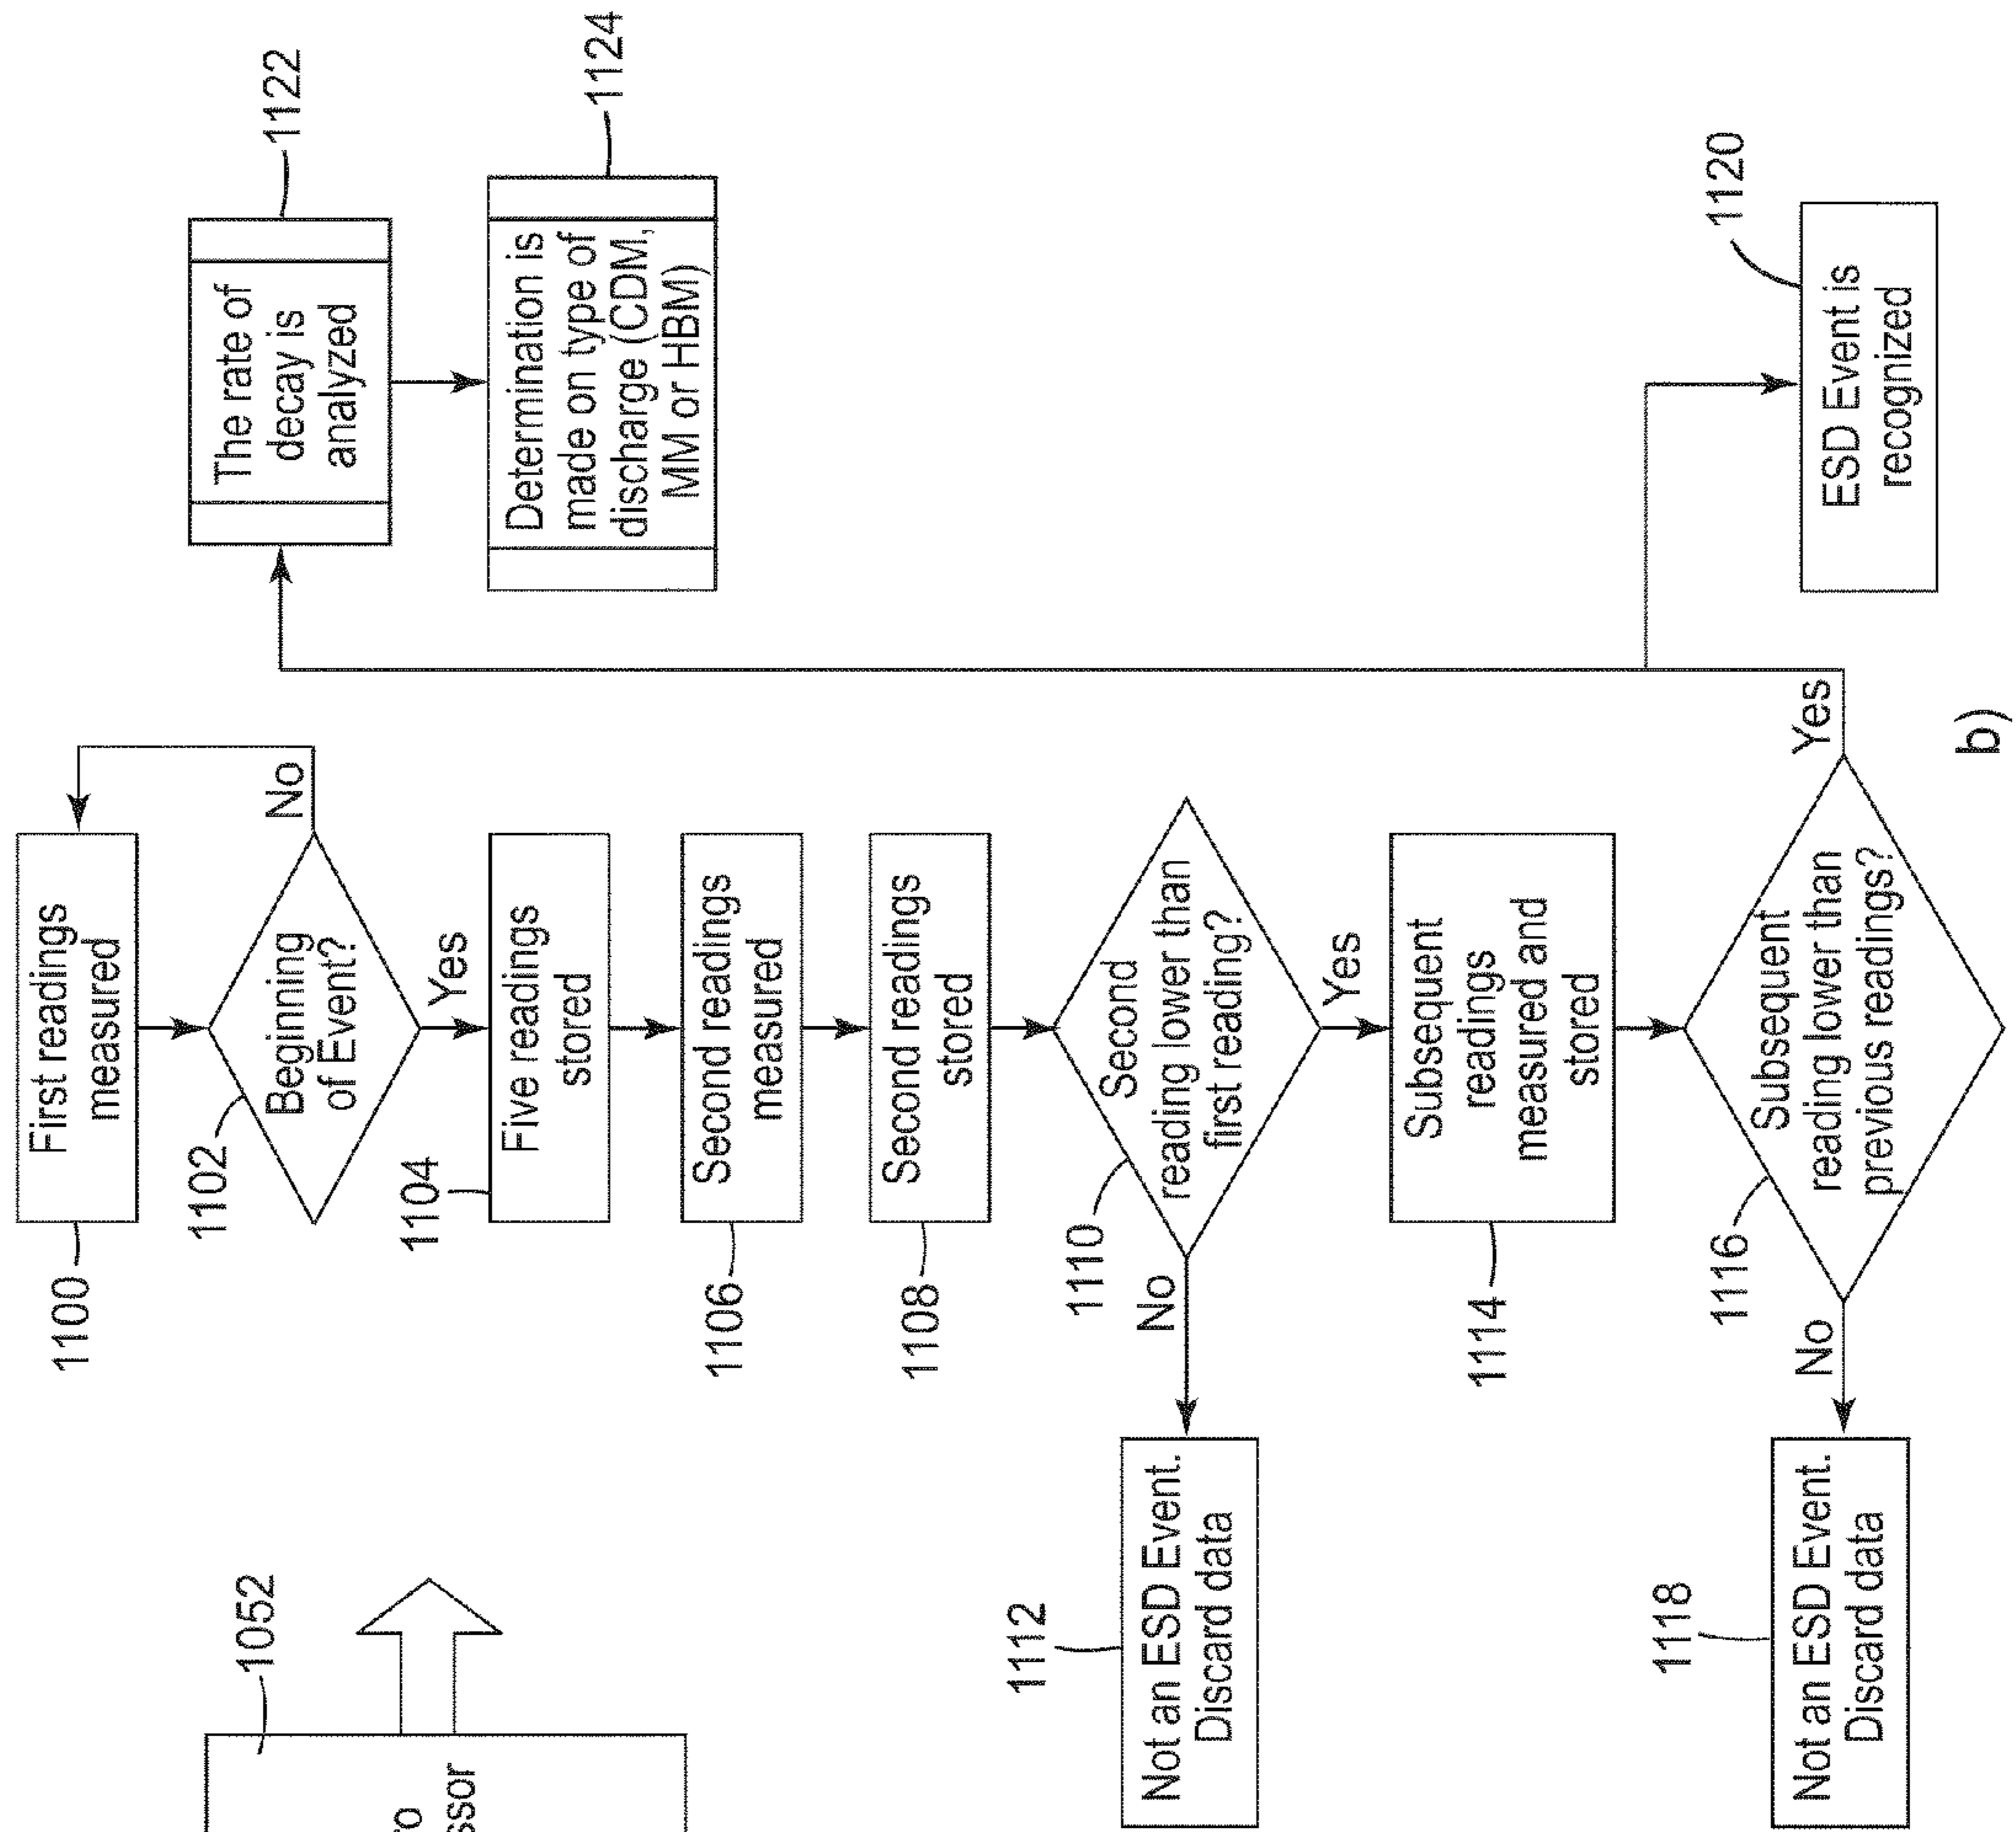 1100
First readings
measured
No
1102
Beginning
of Event?
Yes
1104
Five readings
stored
1106
Second readings
measured
1108
Second readings
stored
1110
Second
reading lower than
first reading?
No
Yes
1112
Not an ESD Event.
Discard data
1114
Subsequent
readings
measured and
stored
1116
Subsequent
reading lower than
previous readings?
No
Yes
1118
Not an ESD Event.
Discard data
1120
ESD Event is
recognized
1122
The rate of
decay is
analyzed
1124
Determination is
made on type of
discharge (CDM,
MM or HBM)
1052
ro
ssor
b)